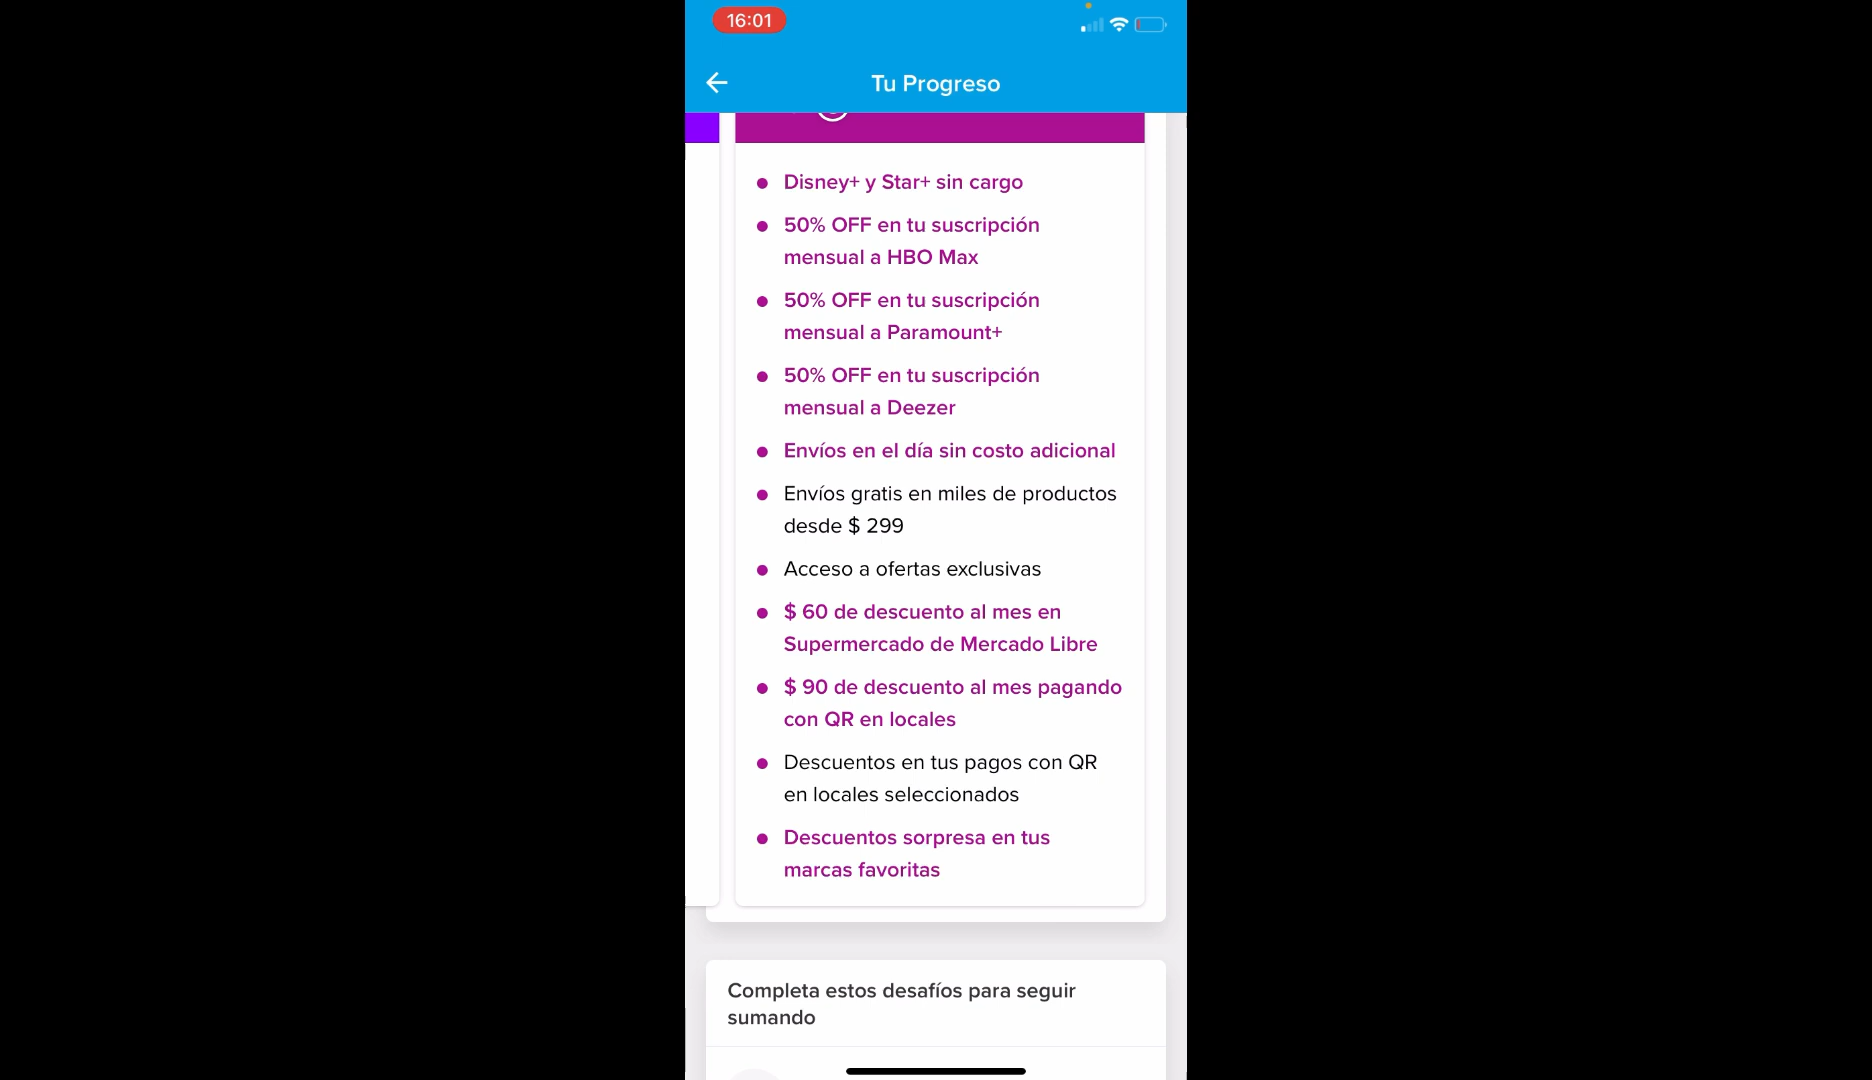 16:01
Tu Progreso
Disney+ y Star+ sin cargo
50% OFF en tu suscripción
mensual a HBO Max
50% OFF en tu suscripción
mensual a Paramount+
50% OFF en tu suscripción
mensual a Deezer
Envíos en el día sin costo adicional
Envíos gratis en miles de productos
desde $ 299
Acceso a ofertas exclusivas
$ 60 de descuento al mes en
Supermercado de Mercado Libre
$ 90 de descuento al mes pagando
con QR en locales
Descuentos en tus pagos con QR
en locales seleccionados
Descuentos sorpresa en tus
marcas favoritas
Completa estos desafíos para seguir
sumando